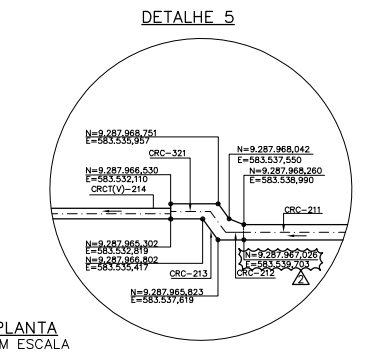 DETALHE 5
N=9.287.968,751
E=583.535,957
N=9.287.968,042
E=583.537,550
CRC-321
N=9.287.966,530
E=583.532,110
N=9.287.968,260
E=583.538,990
CRCT(V)-214
CRC-211
N=9.287.965,302
E=583.532,819
N=9.287.967,026
E=583.539,703
N=9.287.966,802
E=583.535,417
CRC-213
CRC-212
2
N=9.287.965,823
E=583.537,619
PLANTA
M ESCALA